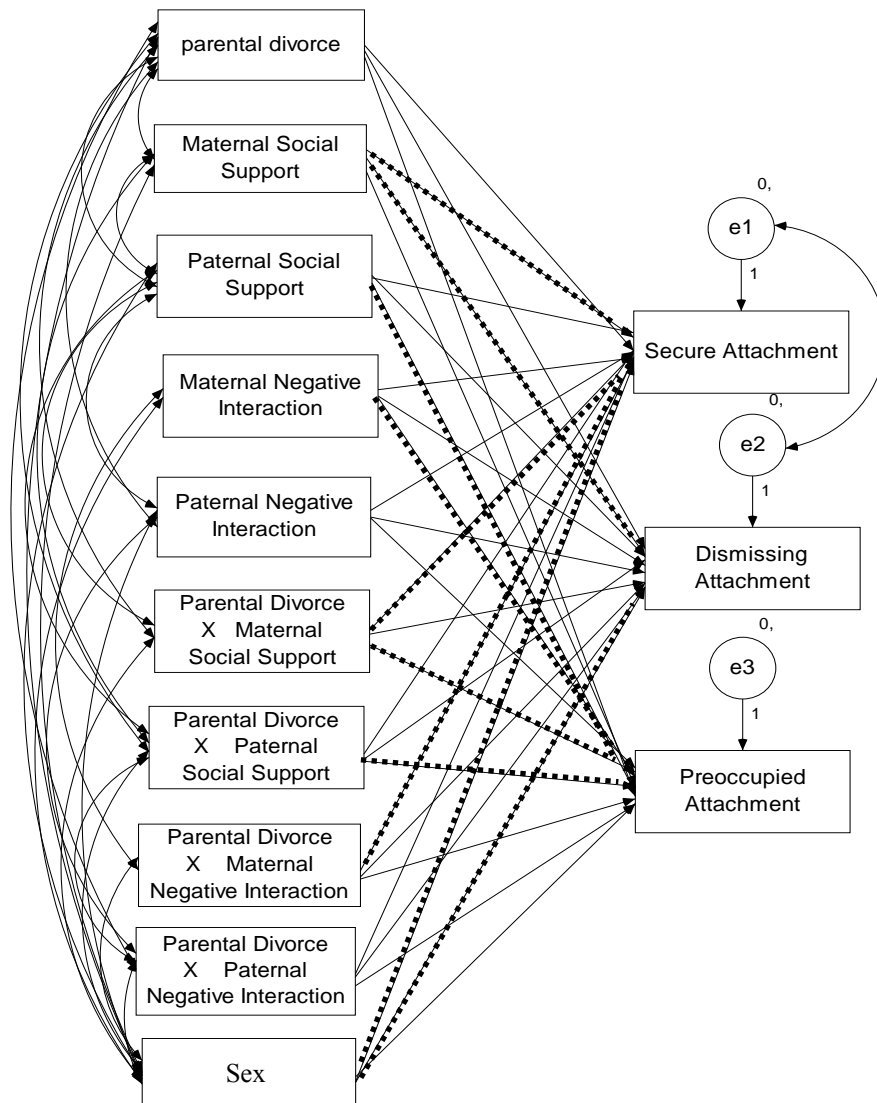 parental divorce
Maternal Social
Support
Paternal Social
Support
Maternal Negative
Interaction
Paternal Negative
Interaction
Parental Divorce
X Maternal
Social Support
Parental Divorce
X Paternal
Social Support
Parental Divorce
X Maternal
Negative Interaction
Parental Divorce
X Paternal
Negative Interaction
Sex
0,
e1
1
Secure Attachment
0,
e2
1
Dismissing
Attachment
0,
e3
1
Preoccupied
Attachment